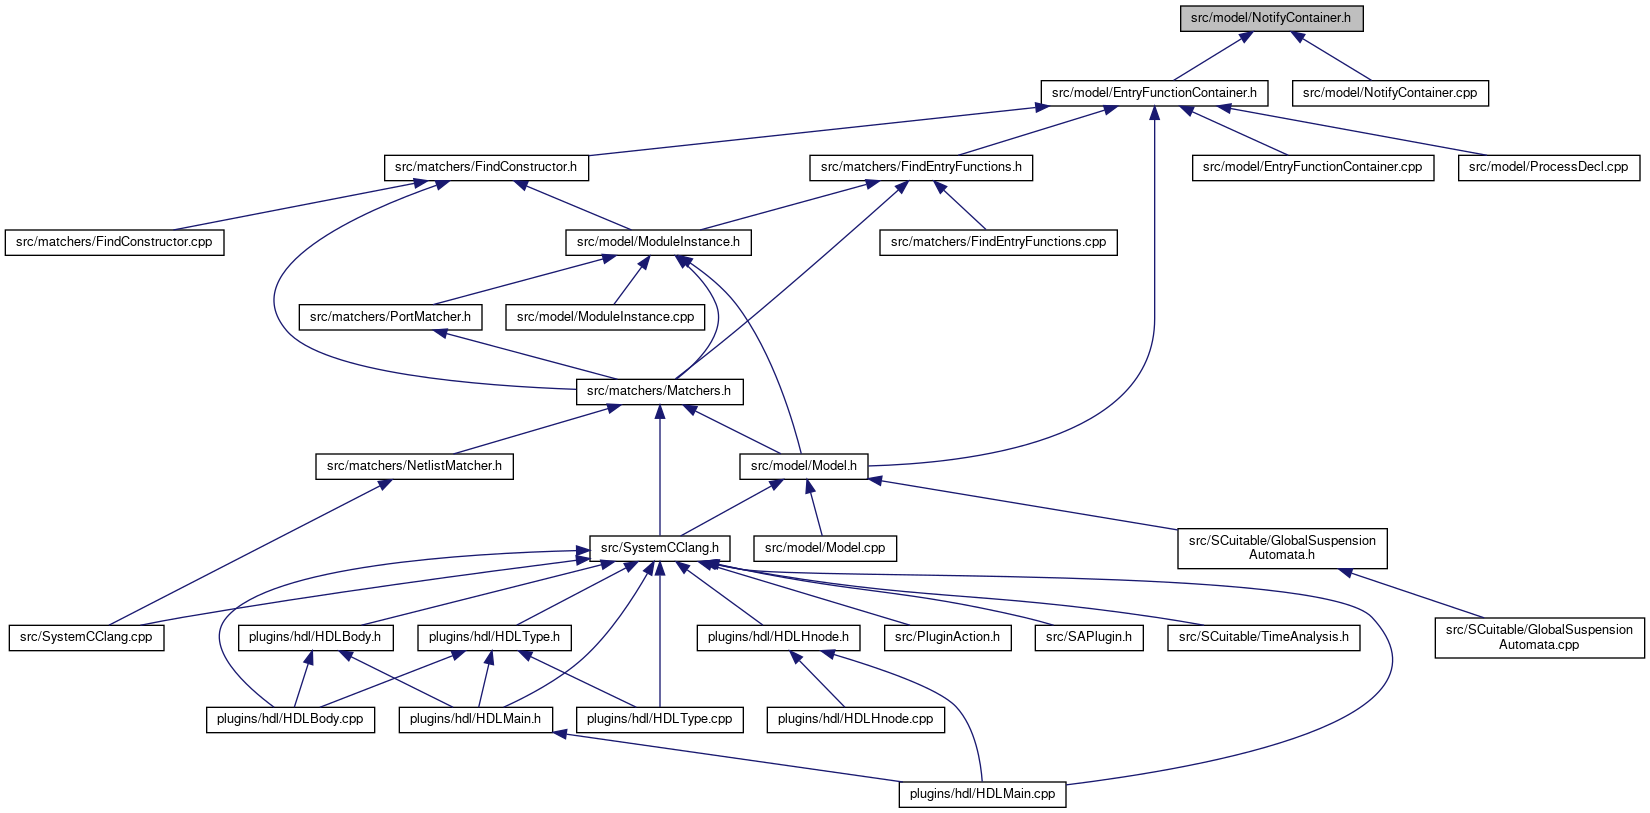 src/model/NotifyContainer.h
src/model/EntryFunctionContainer.h
src/model/NotifyContainer.cpp
src/matchers/FindConstructor.h
src/matchers/FindEntryFunctions.h
src/model/EntryFunctionContainer.cpp
src/model/ProcessDecl.cpp
src/matchers/FindConstructor.cpp
src/model/ModuleInstance.h
src/matchers/FindEntryFunctions.cpp
src/matchers/PortMatcher.h
src/model/ModuleInstance.cpp
src/matchers/Matchers.h
src/matchers/NetlistMatcher.h
src/model/Model.h
src/SystemCClang.h
src/model/Model.cpp
src/SCuitable/GlobalSuspension
Automata.h
src/SystemCClang.cpp
plugins/hdl/HDLBody.h
plugins/hdl/HDLType.h
plugins/hdl/HDLHnode.h
src/PluginAction.h
src/SAPlugin.h
src/SCuitable/TimeAnalysis.h
src/SCuitable/GlobalSuspension
Automata.cpp
plugins/hdl/HDLBody.cpp
plugins/hdl/HDLMain.h
plugins/hdl/HDLType.cpp
plugins/hdl/HDLHnode.cpp
plugins/hdl/HDLMain.cpp